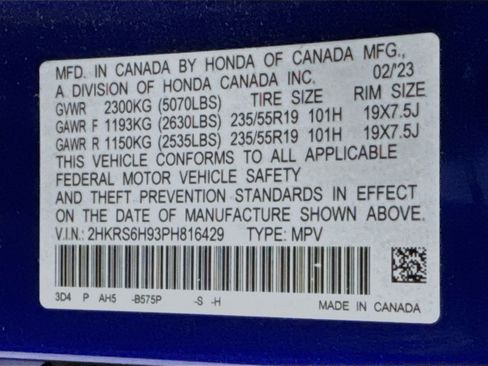 MFD. IN CANADA BY HONDA OF CANADA MFG.,
A DIVISION OF HONDA CANADA INC. 02/'23
GVWR 2300KG (5070LBS) TIRE SIZE RIM SIZE
GAWR F 1193KG (2630LBS) 235/55R19 101H 19X7.5J
GAWR R 1150KG (2535LBS) 235/55R19 101H 19X7.5J
THIS VEHICLE CONFORMS TO ALL APPLICABLE
FEDERAL MOTOR VEHICLE SAFETY
AND THEFT PREVENTION STANDARDS IN EFFECT
ON THE DATE OF MANUFACTURE SHOWN ABOVE.
V.I.N.: 2HKRS6H93PH816429 TYPE: MPV
3D4 P AH5 -B575P -S -H MADE IN CANADA